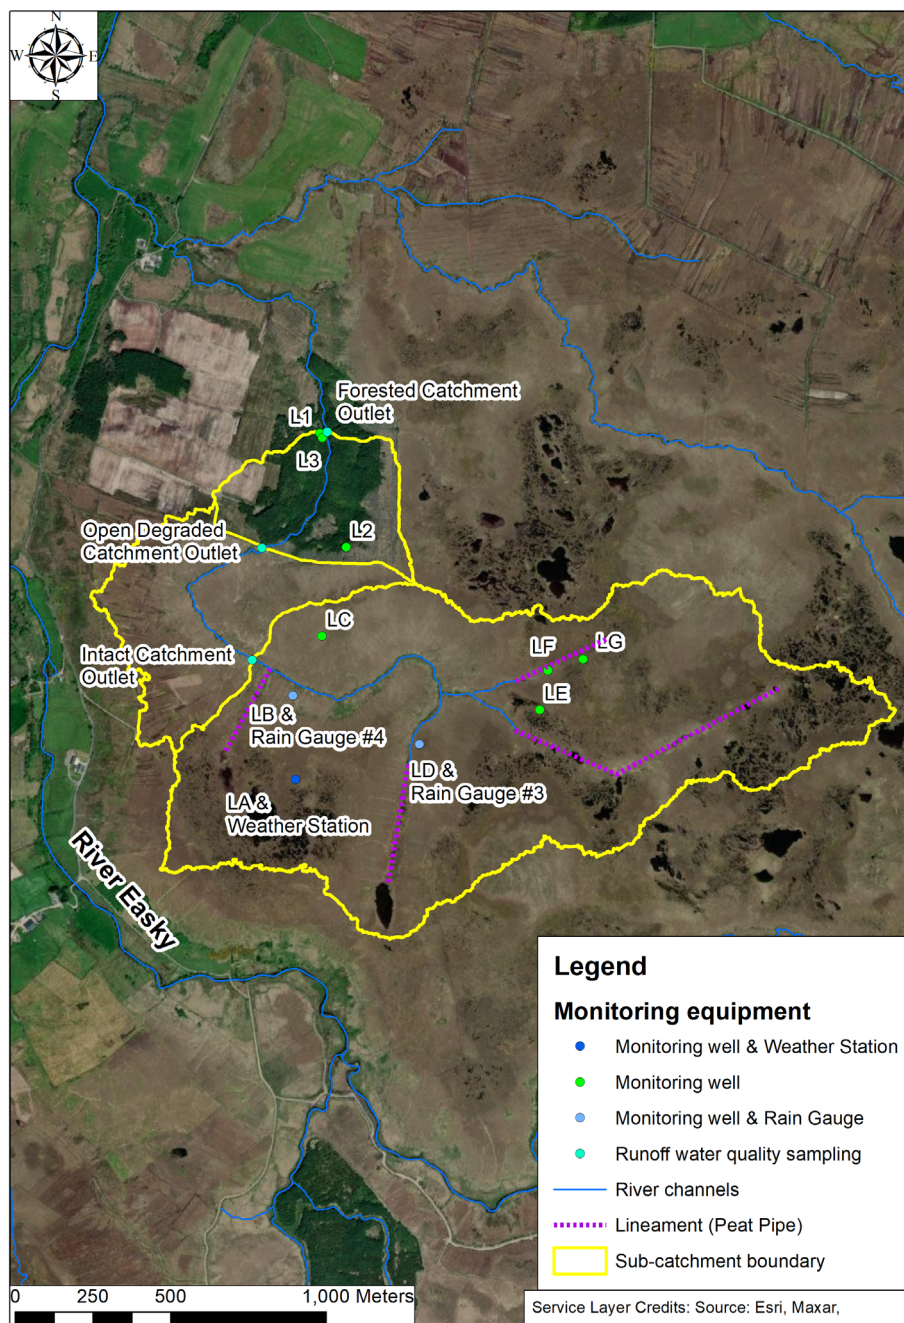 N
W E
S
Forested Catchment
Outlet
L1
L3
Open Degraded
Catchment Outlet
L2
LC
Intact Catchment
Outlet
LF
LG
LE
LB &
Rain Gauge #4
LD &
Rain Gauge #3
LA &
Weather Station
River Easky
Legend
Monitoring equipment
Monitoring well & Weather Station
Monitoring well
Monitoring well & Rain Gauge
Runoff water quality sampling
River channels
Lineament (Peat Pipe)
Sub-catchment boundary
0 250 500 1,000 Meters
Service Layer Credits: Source: Esri, Maxar,